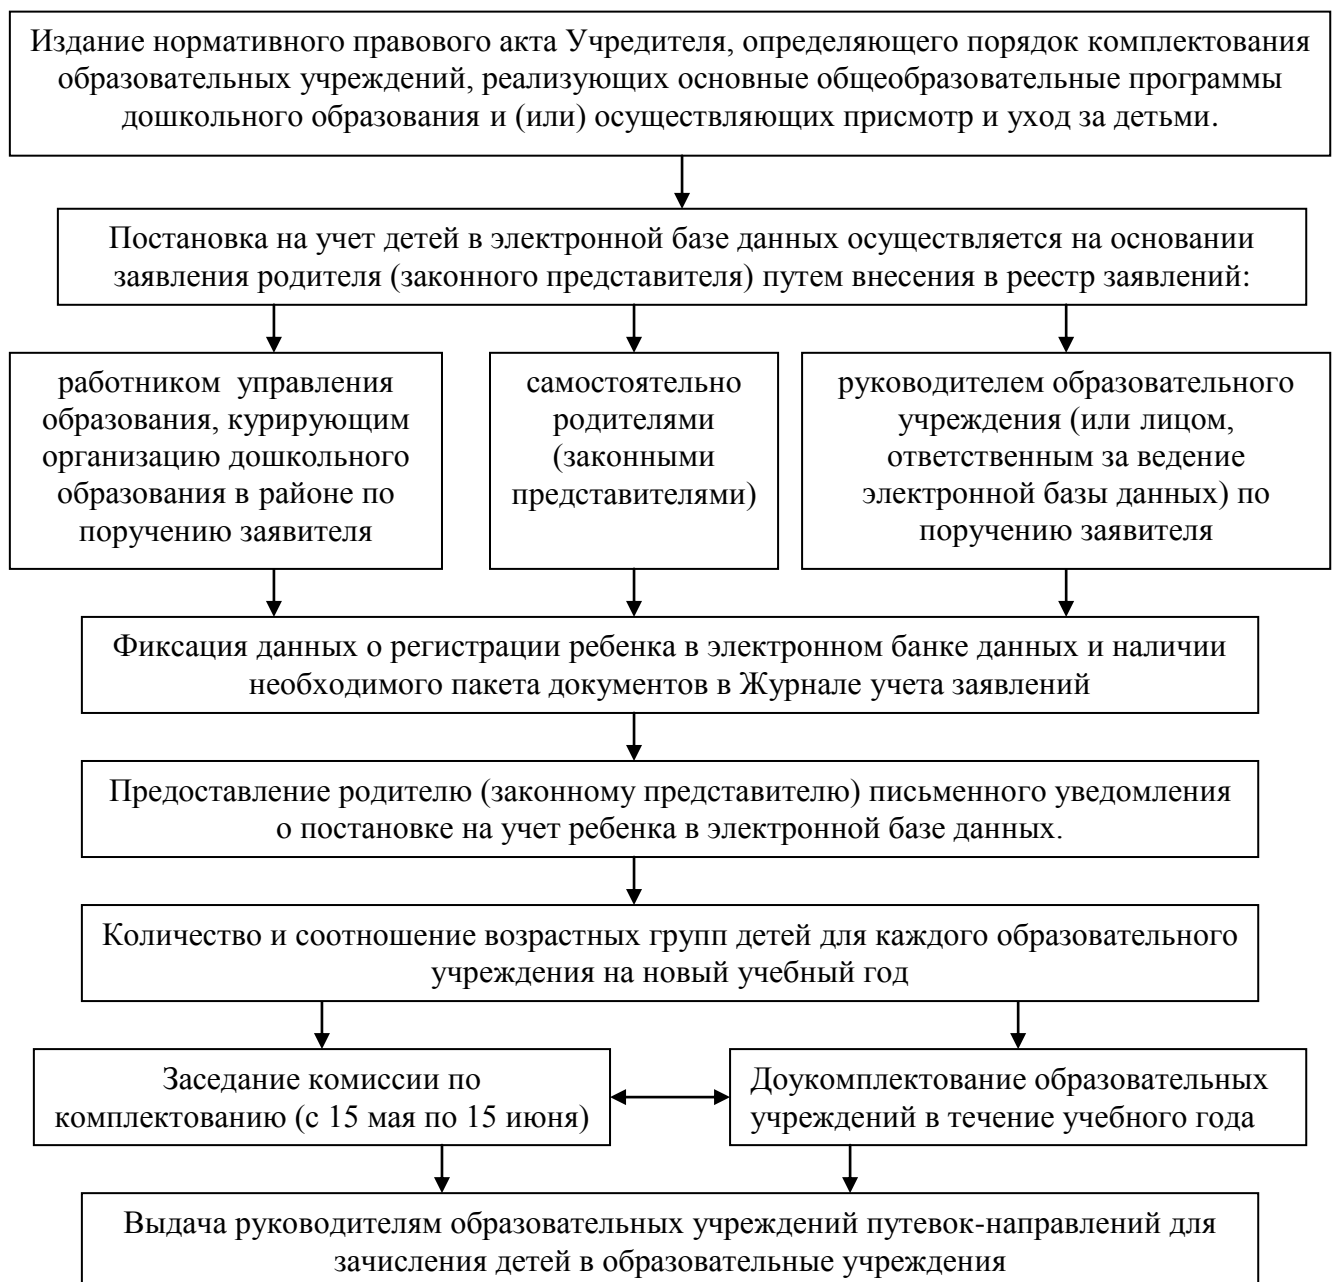 Издание нормативного правового акта Учредителя, определяющего порядок комплектования
образовательных учреждений, реализующих основные общеобразовательные программы
дошкольного образования и (или) осуществляющих присмотр и уход за детьми.
Постановка на учет детей в электронной базе данных осуществляется на основании
заявления родителя (законного представителя) путем внесения в реестр заявлений:
работником управления
образования, курирующим
организацию дошкольного
образования в районе по
поручению заявителя
самостоятельно
родителями
(законными
представителями)
руководителем образовательного
учреждения (или лицом,
ответственным за ведение
электронной базы данных) по
поручению заявителя
Фиксация данных о регистрации ребенка в электронном банке данных и наличии
необходимого пакета документов в Журнале учета заявлений
Предоставление родителю (законному представителю) письменного уведомления
о постановке на учет ребенка в электронной базе данных.
Количество и соотношение возрастных групп детей для каждого образовательного
учреждения на новый учебный год
Заседание комиссии по
комплектованию (с 15 мая по 15 июня)
Доукомплектование образовательных
учреждений в течение учебного года
Выдача руководителям образовательных учреждений путевок-направлений для
зачисления детей в образовательные учреждения